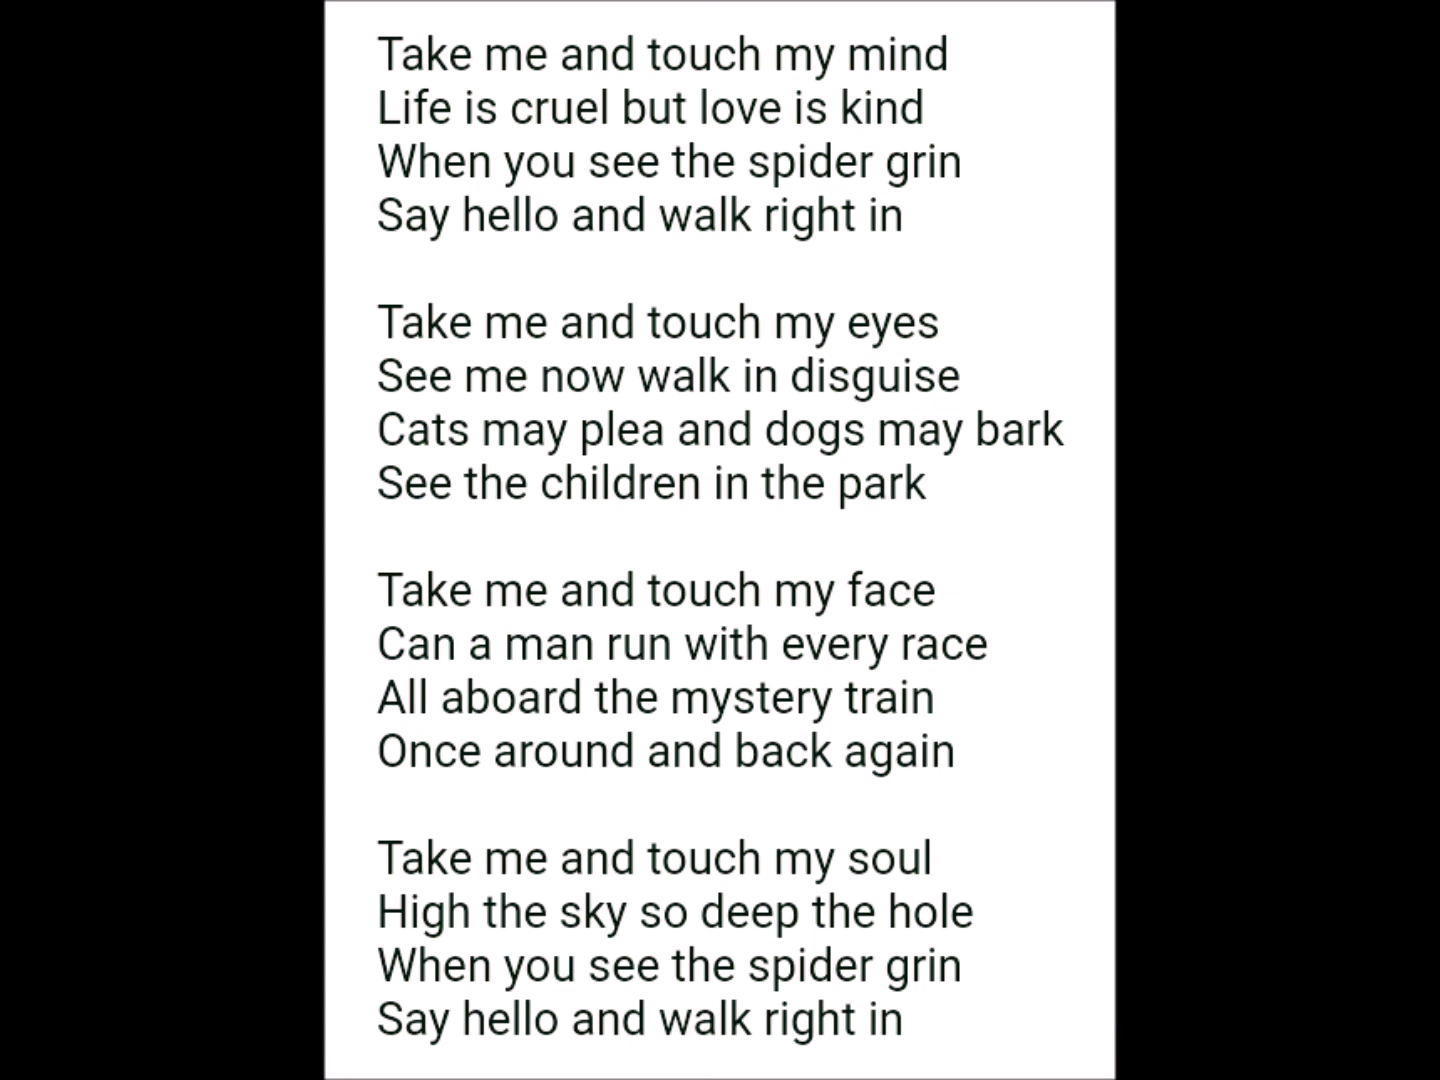 Take me and touch my mind
Life is cruel but love is kind
When you see the spider grin
Say hello and walk right in
Take me and touch my eyes
See me now walk in disguise
Cats may plea and dogs may bark
See the children in the park
Take me and touch my face
Can a man run with every race
All aboard the mystery train
Once around and back again
Take me and touch my soul
High the sky so deep the hole
When you see the spider grin
Say hello and walk right in